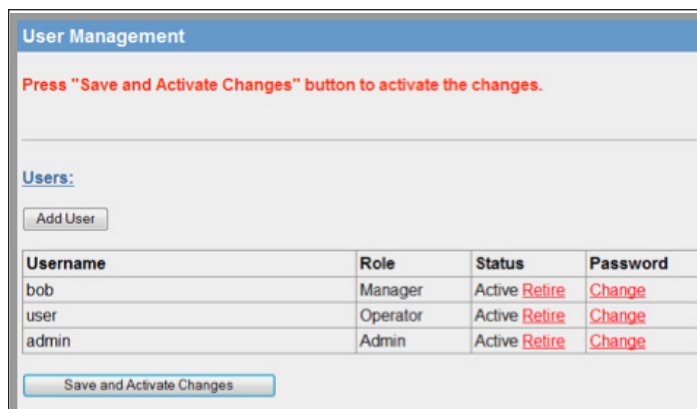 User Management
Press "Save and Activate Changes" button to activate the changes.
Users:
Add User
Username Role Status Password
bob Manager Active Retire Change
user Operator Active Retire Change
admin Admin Active Retire Change
Save and Activate Changes